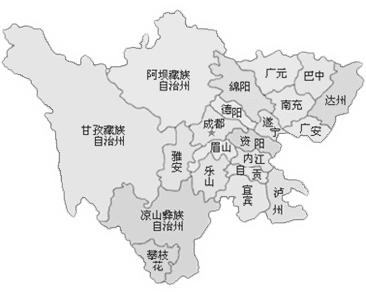 阿坝藏族
自治州
甘孜藏族
自治州
绵阳
广元
巴中
达州
南充
德阳
成都
遂宁
广安
资阳
眉山
雅安
内江
自贡
乐山
宜宾
泸州
凉山彝族
自治州
攀枝
花